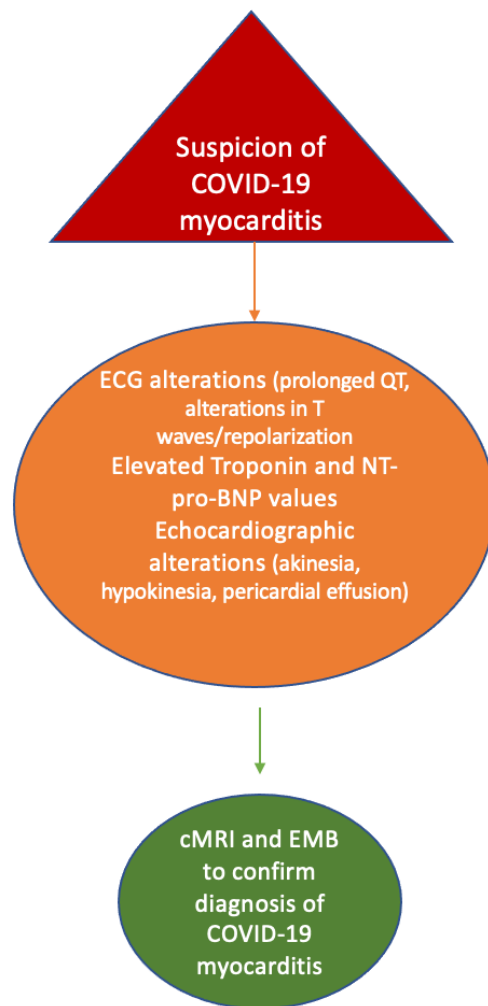 Suspicion of
COVID-19
myocarditis
ECG alterations (prolonged QT,
alterations in T
waves/repolarization
Elevated Troponin and NT-
pro-BNP values
Echocardiographic
alterations (akinesia,
hypokinesia, pericardial effusion)
cMRI and EMB
to confirm
diagnosis of
COVID-19
myocarditis